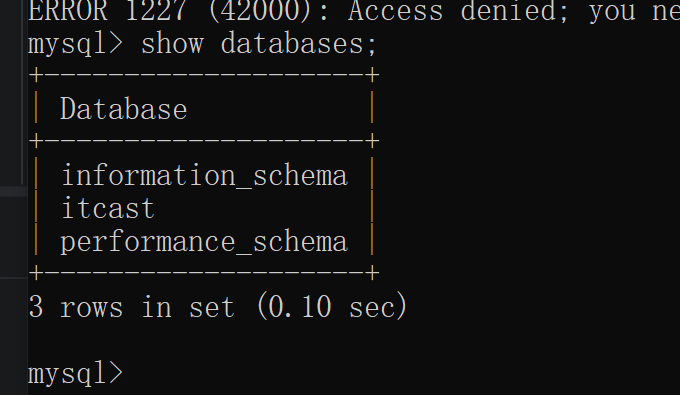 ERROR 1227 (42000): Access denied; you ne
mysql> show databases;
+--------------------+
| Database           |
+--------------------+
| information_schema |
| itcast             |
| performance_schema |
+--------------------+
3 rows in set (0.10 sec)
mysql>